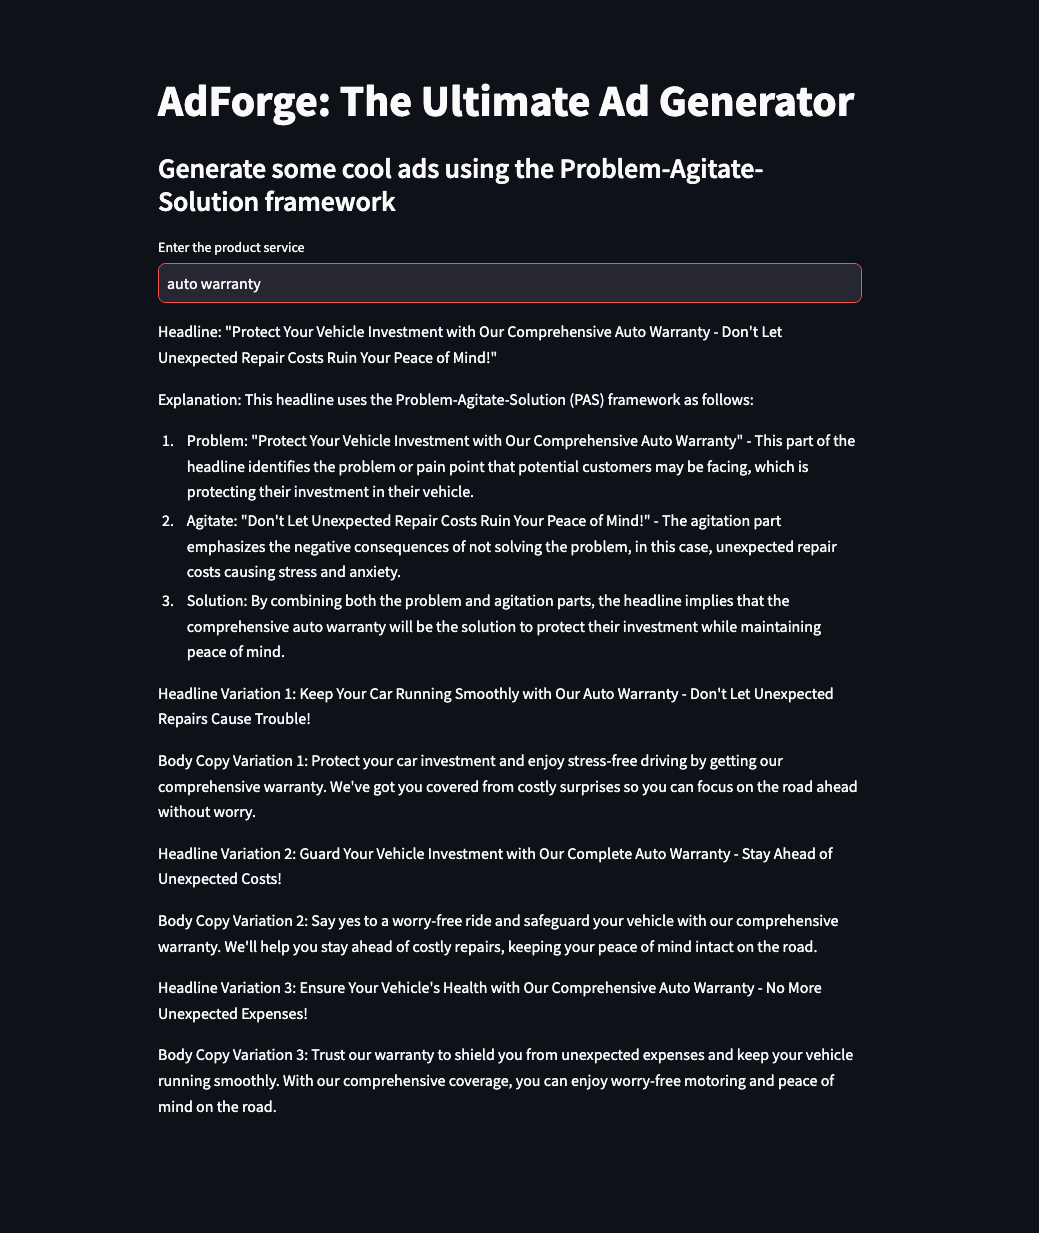 AdForge: The Ultimate Ad Generator
Generate some cool ads using the Problem-Agitate-
Solution framework
Enter the product service
auto warranty
Headline: "Protect Your Vehicle Investment with Our Comprehensive Auto Warranty - Don't Let
Unexpected Repair Costs Ruin Your Peace of Mind!"
Explanation: This headline uses the Problem-Agitate-Solution (PAS) framework as follows:
1. Problem: "Protect Your Vehicle Investment with Our Comprehensive Auto Warranty" - This part of the
headline identifies the problem or pain point that potential customers may be facing, which is
protecting their investment in their vehicle.
2. Agitate: "Don't Let Unexpected Repair Costs Ruin Your Peace of Mind!" - The agitation part
emphasizes the negative consequences of not solving the problem, in this case, unexpected repair
costs causing stress and anxiety.
3. Solution: By combining both the problem and agitation parts, the headline implies that the
comprehensive auto warranty will be the solution to protect their investment while maintaining
peace of mind.
Headline Variation 1: Keep Your Car Running Smoothly with Our Auto Warranty - Don't Let Unexpected
Repairs Cause Trouble!
Body Copy Variation 1: Protect your car investment and enjoy stress-free driving by getting our
comprehensive warranty. We've got you covered from costly surprises so you can focus on the road ahead
without worry.
Headline Variation 2: Guard Your Vehicle Investment with Our Complete Auto Warranty - Stay Ahead of
Unexpected Costs!
Body Copy Variation 2: Say yes to a worry-free ride and safeguard your vehicle with our comprehensive
warranty. We'll help you stay ahead of costly repairs, keeping your peace of mind intact on the road.
Headline Variation 3: Ensure Your Vehicle's Health with Our Comprehensive Auto Warranty - No More
Unexpected Expenses!
Body Copy Variation 3: Trust our warranty to shield you from unexpected expenses and keep your vehicle
running smoothly. With our comprehensive coverage, you can enjoy worry-free motoring and peace of
mind on the road.